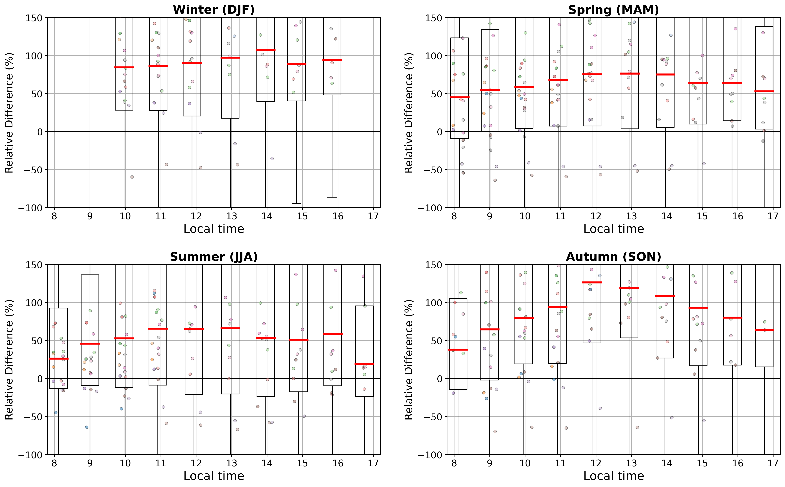 Winter (DJF)
Relative Difference (%)
150
100
50
0
−50
−100
8 9 10 11 12 13 14 15 16 17
Local time
Spring (MAM)
Relative Difference (%)
150
100
50
0
−50
−100
8 9 10 11 12 13 14 15 16 17
Local time
Summer (JJA)
Relative Difference (%)
150
100
50
0
−50
−100
8 9 10 11 12 13 14 15 16 17
Local time
Autumn (SON)
Relative Difference (%)
150
100
50
0
−50
−100
8 9 10 11 12 13 14 15 16 17
Local time